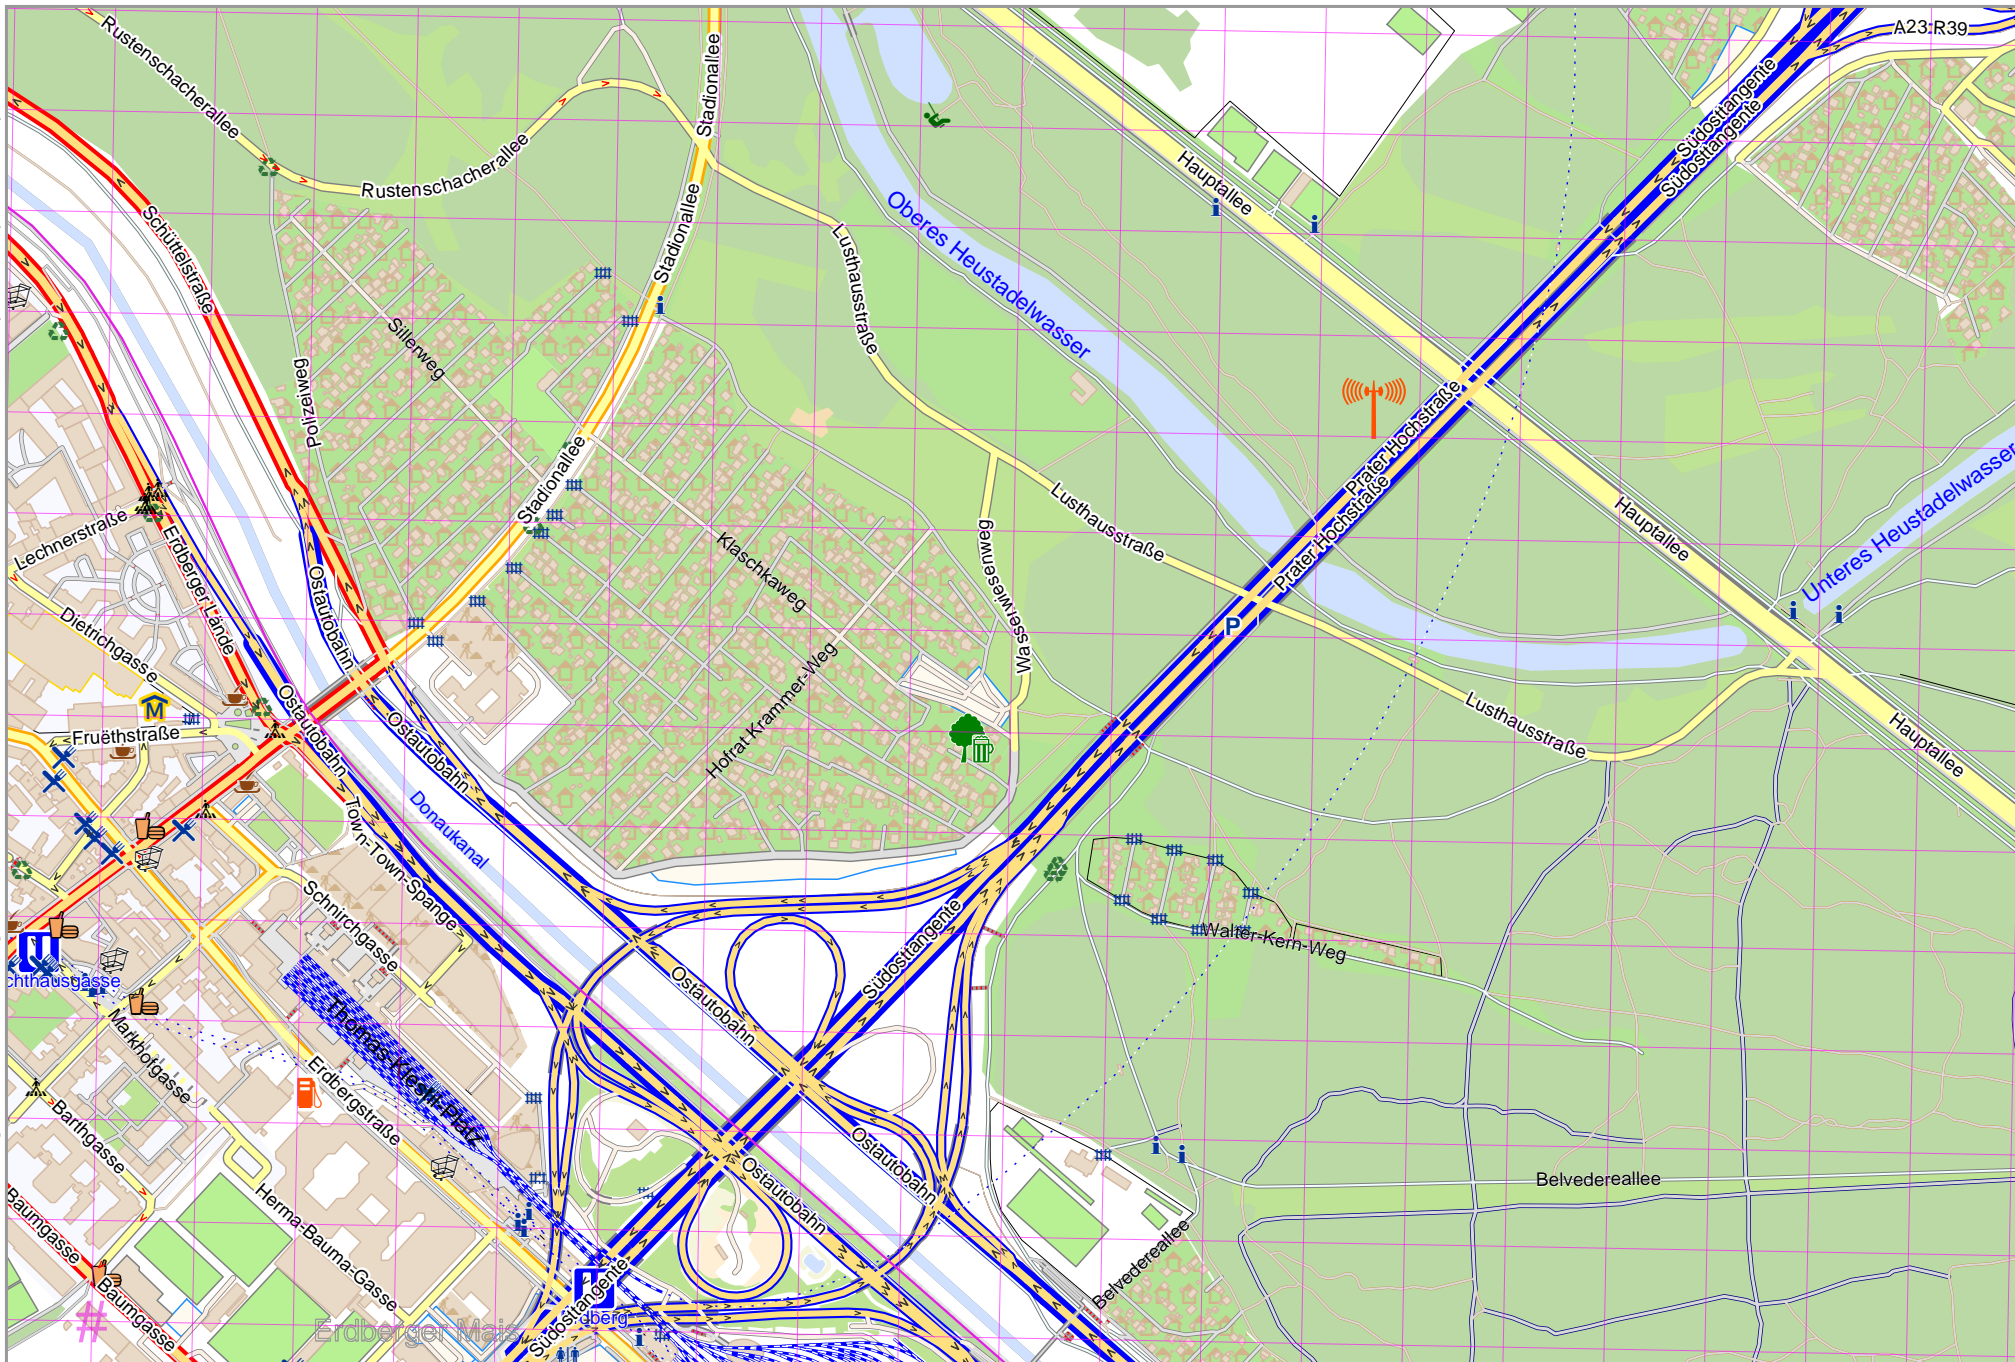 Rustenschacherallee
Stadionallee
A23 R39
Südosttangente
Südosttangente
Rustenschacherallee
Hauptallee
Schüttelstraße
Stadionallee
Oberes Heustadelwasser
Lusthausstraße
Sillerweg
Polizeiweg
Prater Hochstraße
Prater Hochstraße
Stadionallee
Lusthausstraße
Hauptallee
Unteres Heustadelwasser
Lechnerstraße
Erdberger Lände
Klaschkaweg
Wasserwiesenweg
Ostautobahn
Dietrichgasse
P
Hofrat-Krammer-Weg
M
Fruethstraße
Ostautobahn
Ostautobahn
Lusthausstraße
Hauptallee
Donaukanal
Town-Town-Spange
Schnirchgasse
Südosttangente
Walter-Kern-Weg
chthausgasse
Ostautobahn
Thomas-Klestil-Platz
Markhofgasse
Erdbergstraße
Barthgasse
Ostautobahn
Ostautobahn
Belvedereallee
Baumgasse
Herma-Bauma-Gasse
Belvedereallee
Baumgasse
#
Erdberger Mais
Südosttangente
dberg